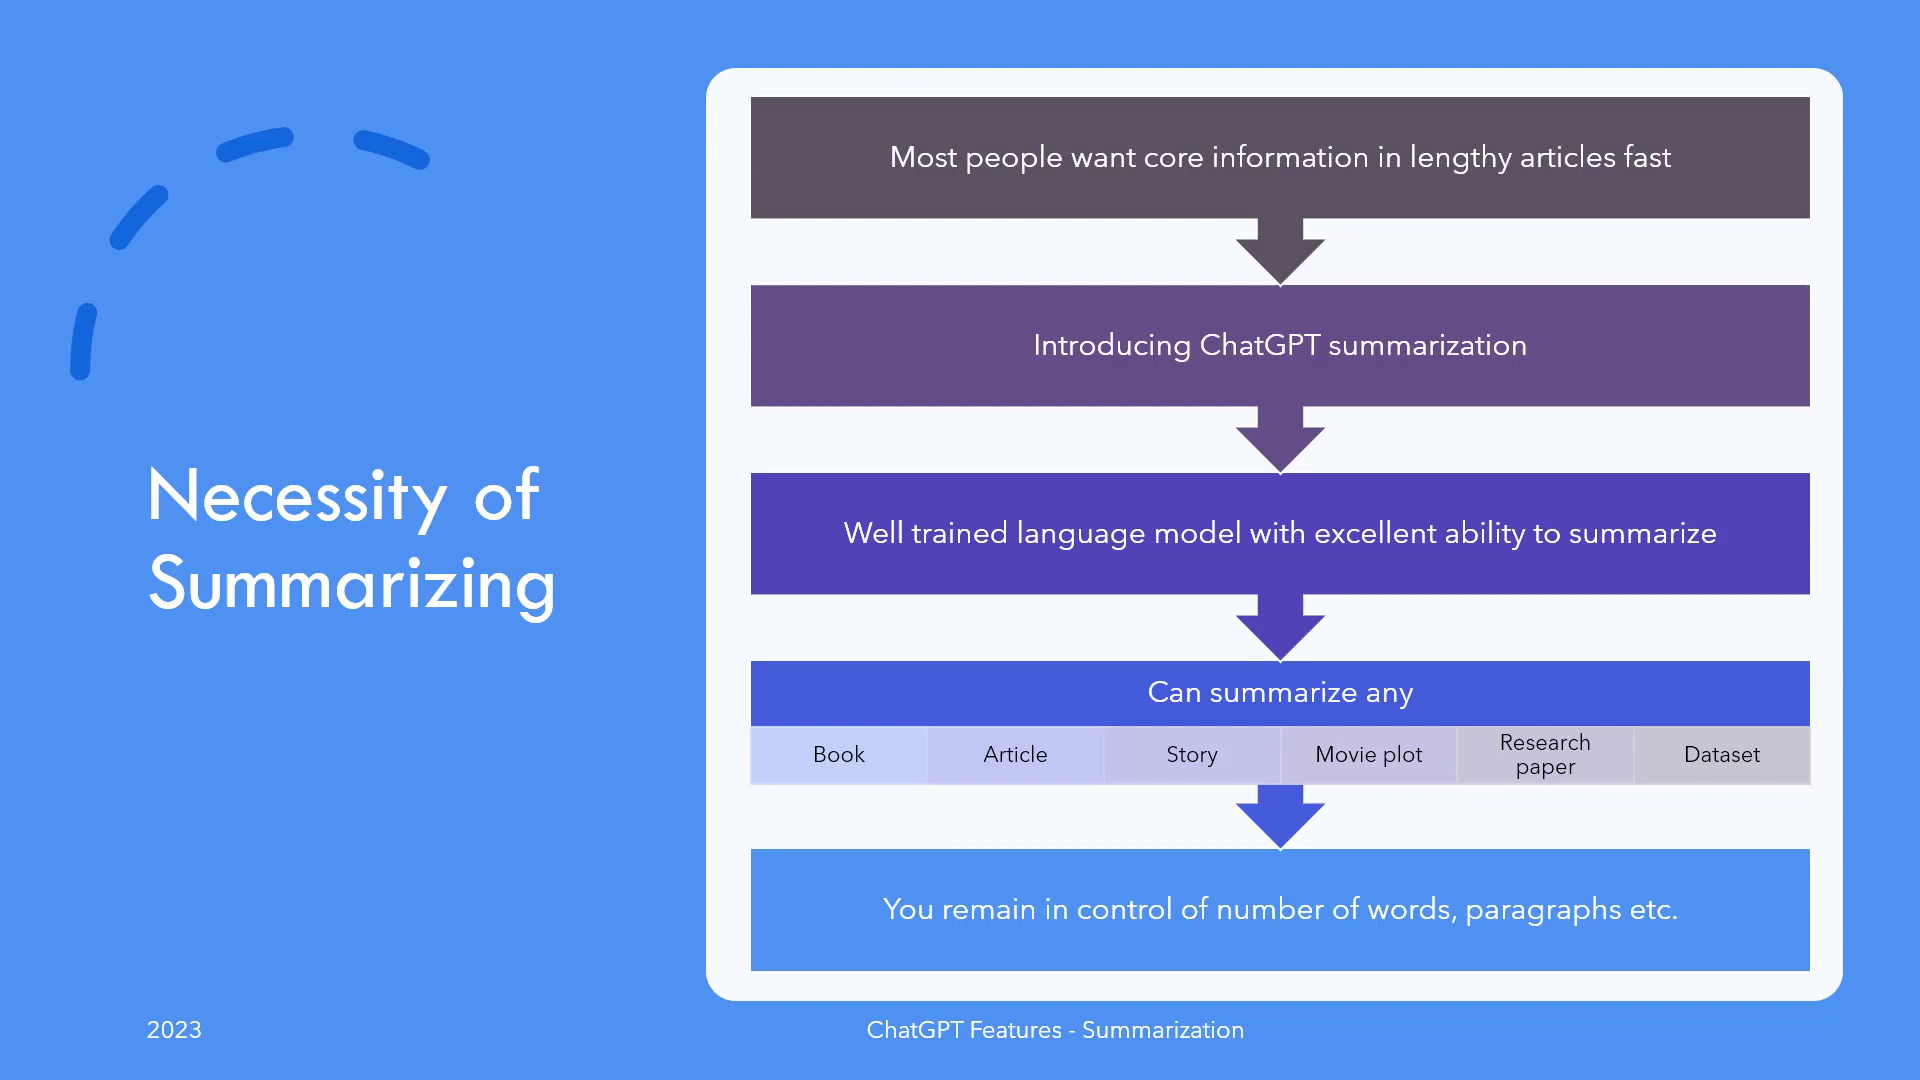 Necessity of
Summarizing
Most people want core information in lengthy articles fast
Introducing ChatGPT summarization
Well trained language model with excellent ability to summarize
Can summarize any
Book
Article
Story
Movie plot
Research
paper
Dataset
You remain in control of number of words, paragraphs etc.
2023
ChatGPT Features - Summarization